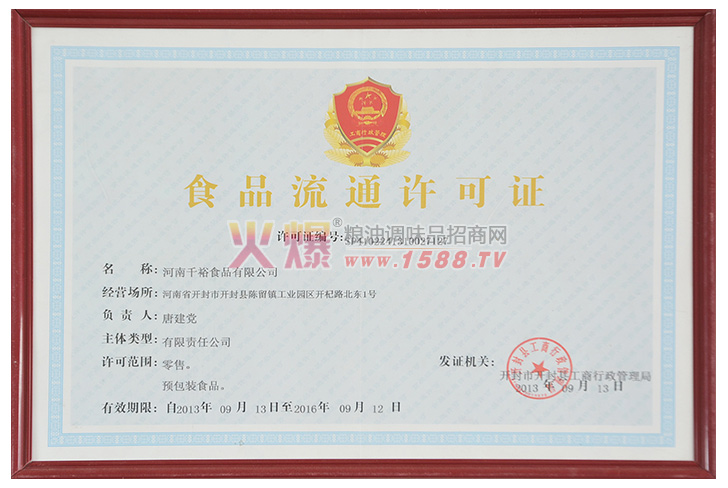 工商行政管理
食品流通许可证
许可证编号:
火爆® 粮油调味品招商网
www.1588.TV
名 称: 河南千裕食品有限公司
经营场所: 河南省开封市开封县陈留镇工业园区开杞路北东1号
负 责 人: 唐建党
主体类型: 有限责任公司
许可范围: 零售。
预包装食品。
发证机关:
开封市开封县工商行政管理局
2013 年 09 月 13 日
有效期限: 自2013年 09 月 13日至2016 年 09 月 12 日